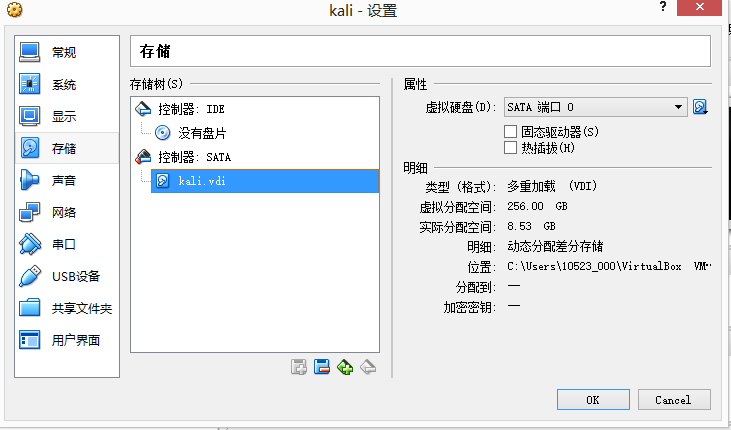 kali - 设置
?
常规
系统
显示
存储
声音
网络
串口
USB设备
共享文件夹
用户界面
存储
存储树(S)
控制器: IDE
没有盘片
控制器: SATA
kali.vdi
属性
虚拟硬盘(D): SATA 端口 0
固态驱动器(S)
热插拔(H)
明细
类型 (格式): 多重加载 (VDI)
虚拟分配空间: 256.00 GB
实际分配空间: 8.53 GB
明细: 动态分配差分存储
位置: C:\Users\10523_000\VirtualBox VM…
分配到: —
加密密钥: —
OK
Cancel